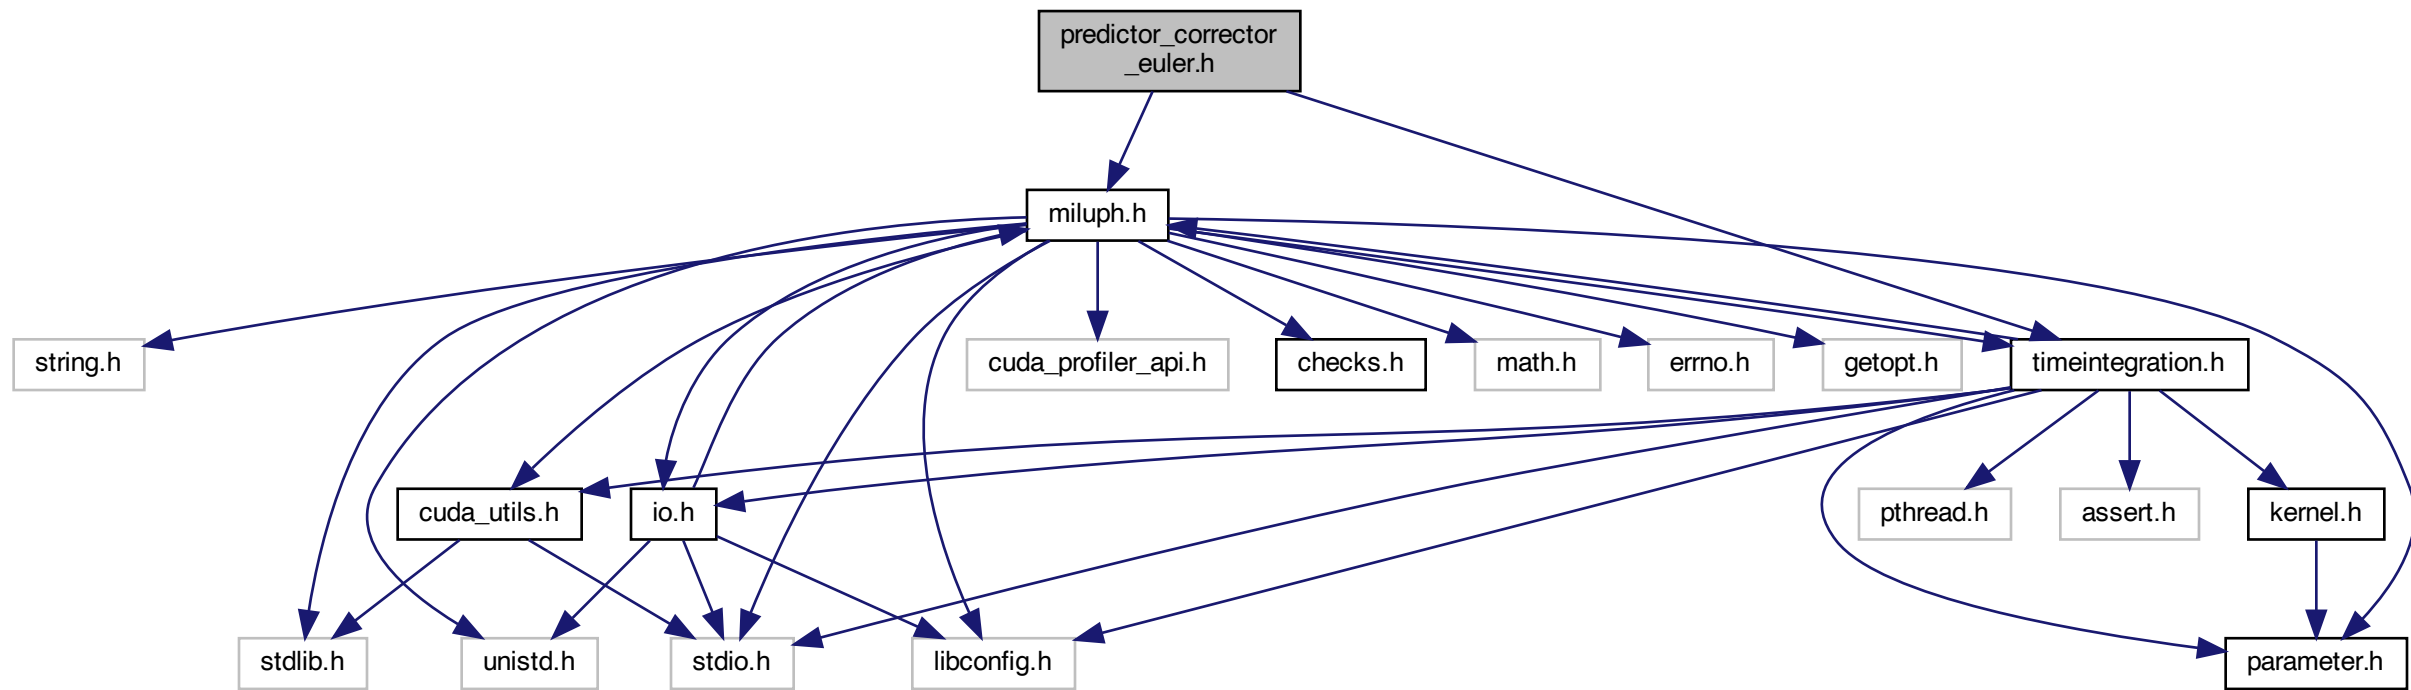 predictor_corrector
_euler.h
miluph.h
string.h
cuda_profiler_api.h
checks.h
math.h
errno.h
getopt.h
timeintegration.h
cuda_utils.h
io.h
pthread.h
assert.h
kernel.h
stdlib.h
unistd.h
stdio.h
libconfig.h
parameter.h